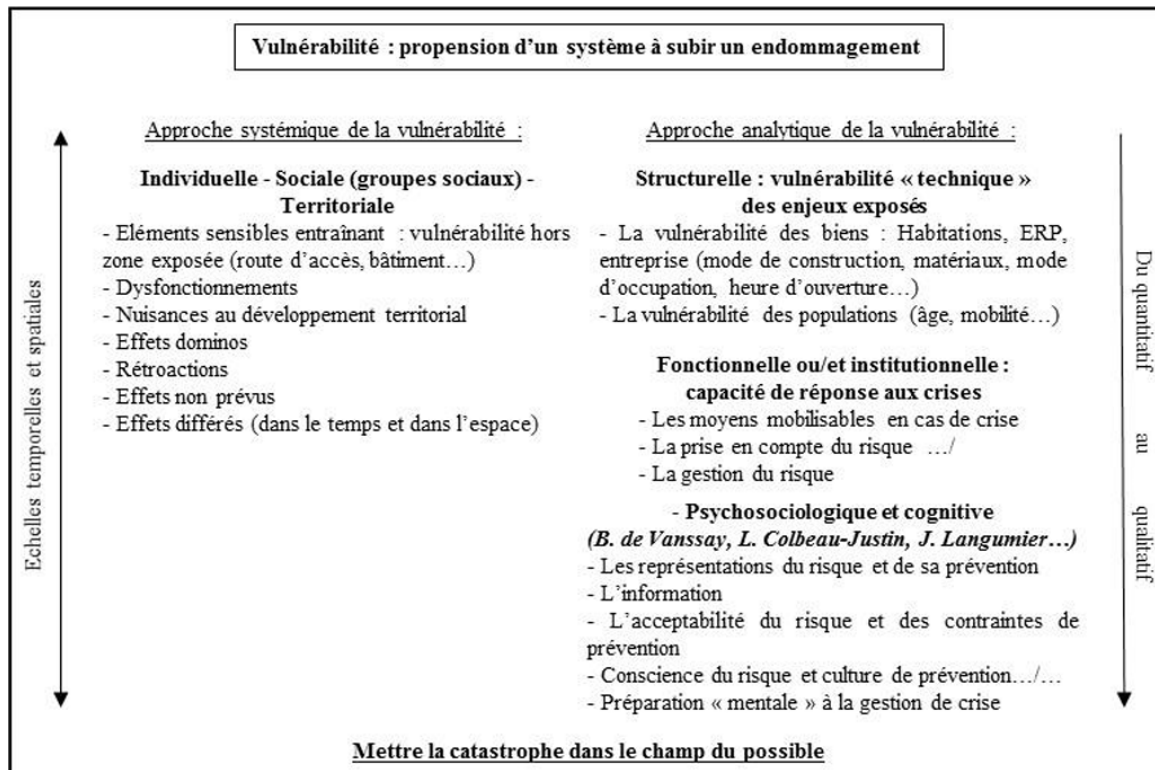 Vulnérabilité : propension d’un système à subir un endommagement
Echelles temporelles et spatiales
Approche systémique de la vulnérabilité :
Individuelle - Sociale (groupes sociaux) -
Territoriale
- Eléments sensibles entraînant : vulnérabilité hors
zone exposée (route d’accès, bâtiment…)
- Dysfonctionnements
- Nuisances au développement territorial
- Effets dominos
- Rétroactions
- Effets non prévus
- Effets différés (dans le temps et dans l’espace)
Approche analytique de la vulnérabilité :
Structurelle : vulnérabilité « technique »
des enjeux exposés
- La vulnérabilité des biens : Habitations, ERP,
entreprise (mode de construction, matériaux, mode
d’occupation, heure d’ouverture…)
- La vulnérabilité des populations (âge, mobilité…)
Fonctionnelle ou/et institutionnelle :
capacité de réponse aux crises
- Les moyens mobilisables en cas de crise
- La prise en compte du risque …/
- La gestion du risque
- Psychosociologique et cognitive
(B. de Vanssay, L. Colbeau-Justin, J. Langumier…)
- Les représentations du risque et de sa prévention
- L’information
- L’acceptabilité du risque et des contraintes de
prévention
- Conscience du risque et culture de prévention…/…
- Préparation « mentale » à la gestion de crise
Du quantitatif au qualitatif
Mettre la catastrophe dans le champ du possible